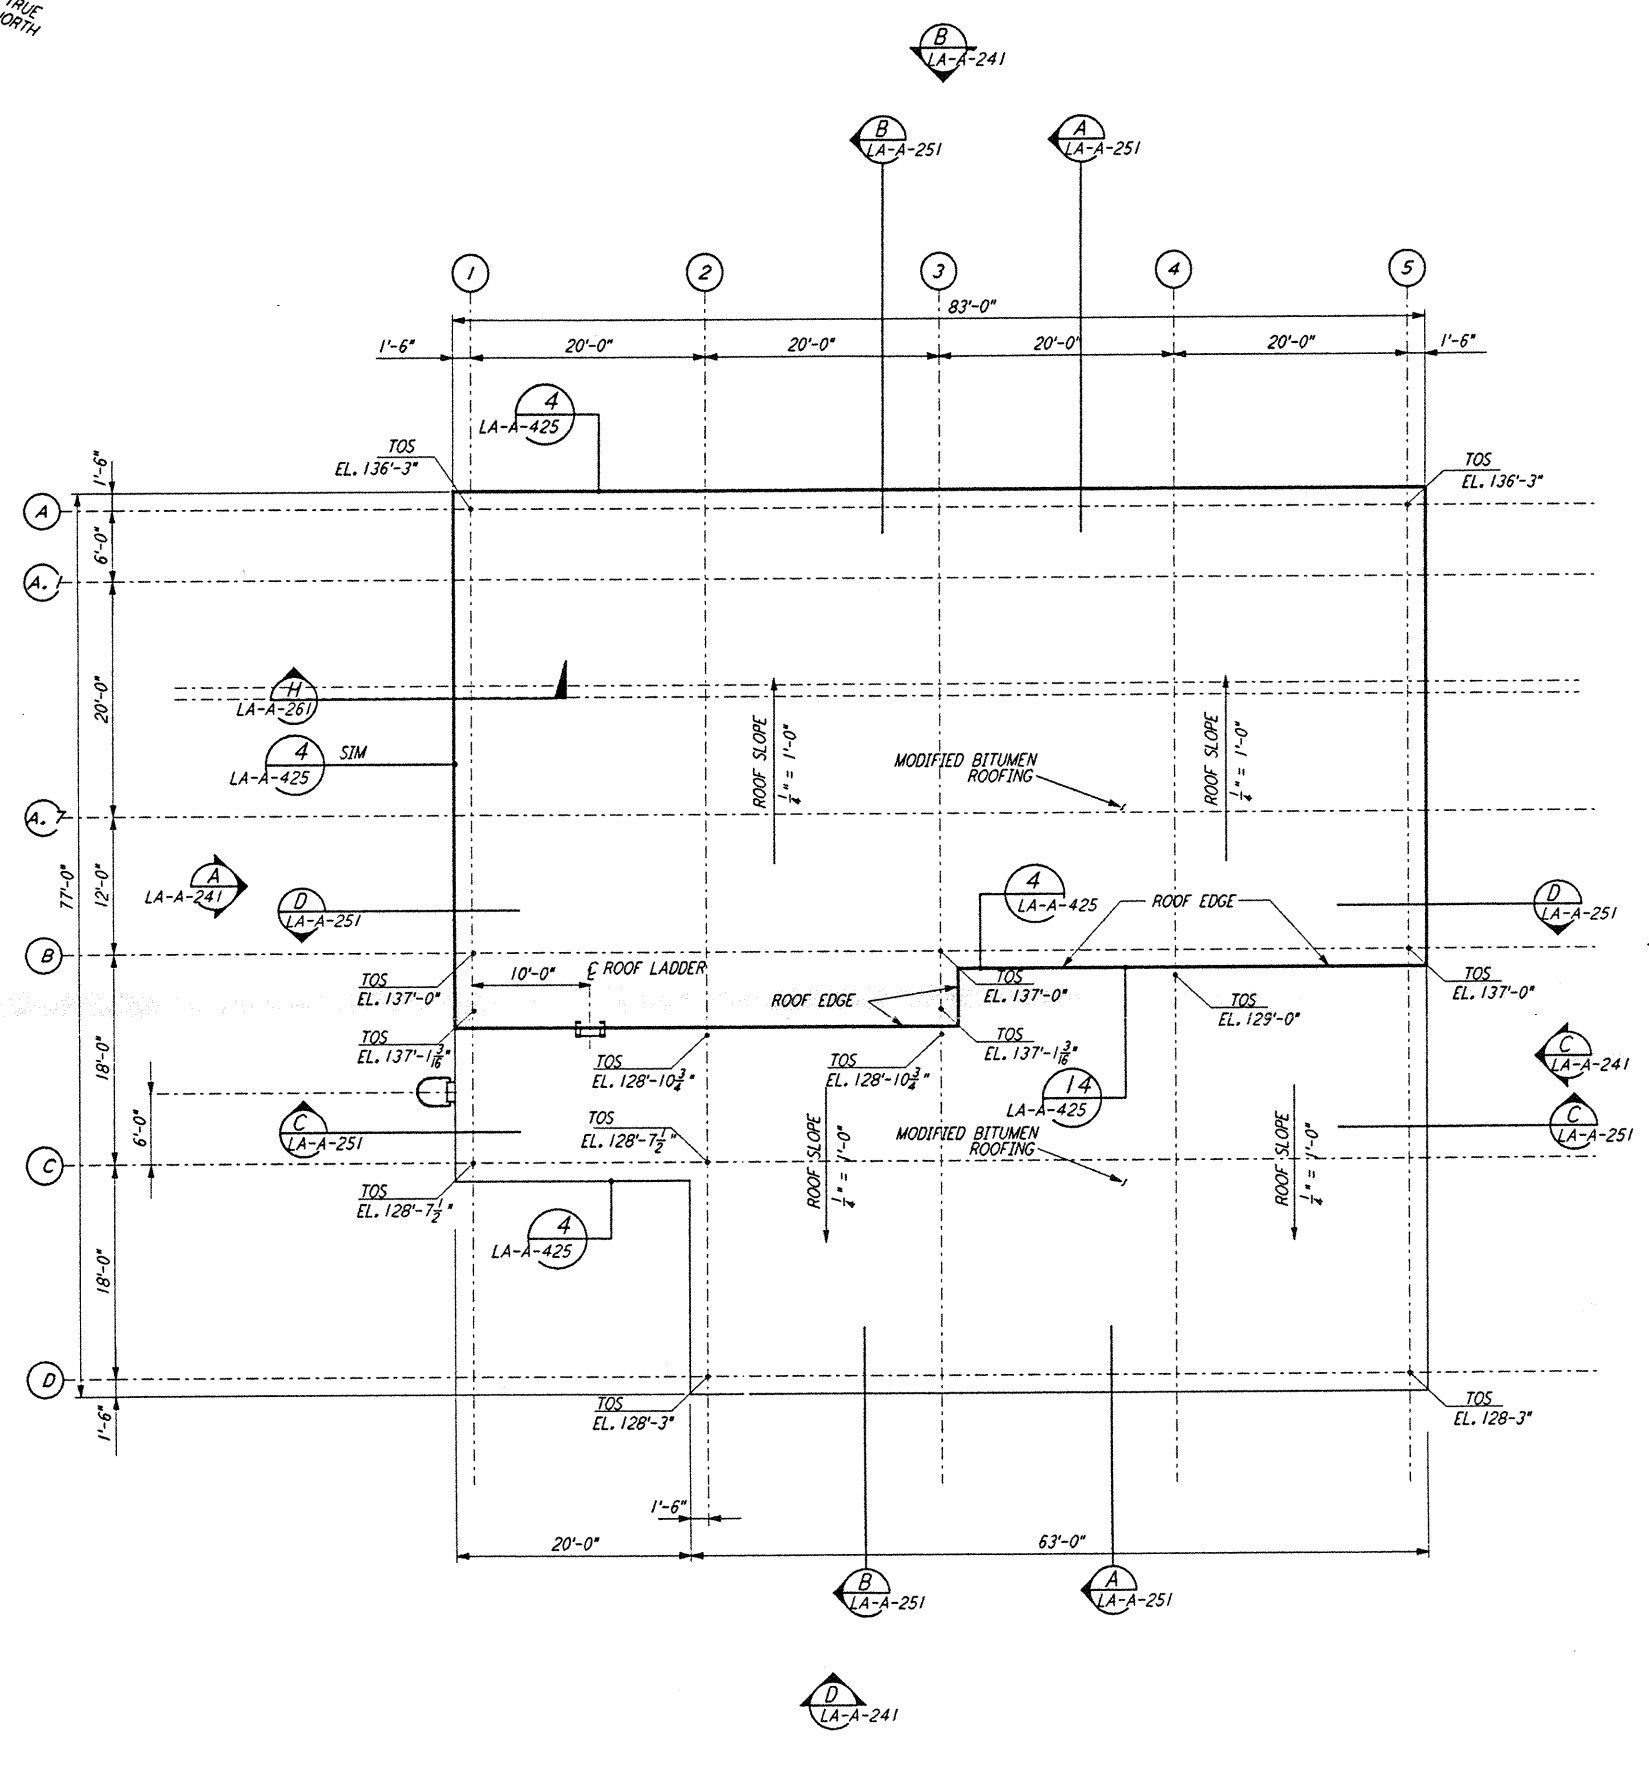 TRUE
NORTH
B
LA-A-241
B
LA-A-251
A
LA-A-251
1
2
3
4
5
83'-0"
1'-6"
20'-0"
20'-0"
20'-0"
20'-0"
1'-6"
4
LA-A-425
TOS
EL. 136'-3"
TOS
EL. 136'-3"
1'-6"
A
6'-0"
A.1
20'-0"
H
LA-A-261
4
SIM
LA-A-425
ROOF SLOPE
1/4" = 1'-0"
MODIFIED BITUMEN
ROOFING
ROOF SLOPE
1/4" = 1'-0"
A.7
77'-0"
12'-0"
A
LA-A-241
D
LA-A-251
4
LA-A-425
ROOF EDGE
D
LA-A-251
B
TOS
EL. 137'-0"
10'-0"
℄ ROOF LADDER
ROOF EDGE
TOS
EL. 137'-0"
TOS
EL. 129'-0"
TOS
EL. 137'-0"
TOS
EL. 137'-1 3/16"
TOS
EL. 128'-10 3/4"
TOS
EL. 128'-10 3/4"
TOS
EL. 137'-1 3/16"
18'-0"
C
LA-A-241
14
LA-A-425
6'-0"
C
LA-A-251
TOS
EL. 128'-7 1/2"
ROOF SLOPE
1/4" = 1'-0"
MODIFIED BITUMEN
ROOFING
ROOF SLOPE
1/4" = 1'-0"
C
LA-A-251
C
TOS
EL. 128'-7 1/2"
4
LA-A-425
18'-0"
D
1'-6"
TOS
EL. 128'-3"
TOS
EL. 128-3"
1'-6"
20'-0"
63'-0"
B
LA-A-251
A
LA-A-251
D
LA-A-241